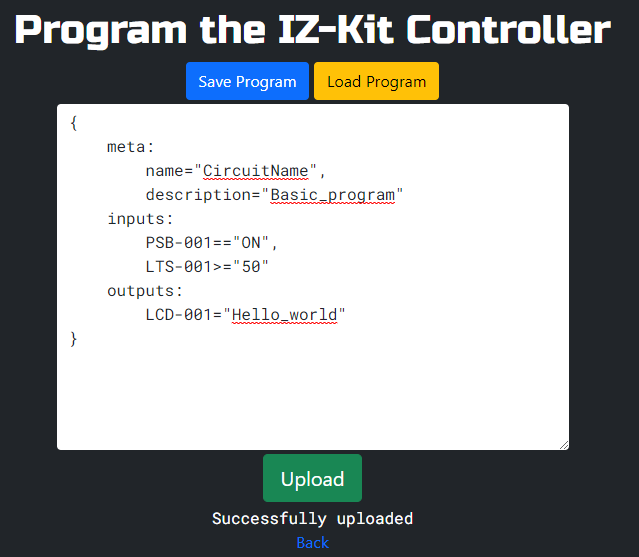 Program the IZ-Kit Controller
Save Program Load Program
{
    meta:
        name="CircuitName",
        description="Basic_program"
    inputs:
        PSB-001=="ON",
        LTS-001>="50"
    outputs:
        LCD-001="Hello_world"
}
Upload
Successfully uploaded
Back